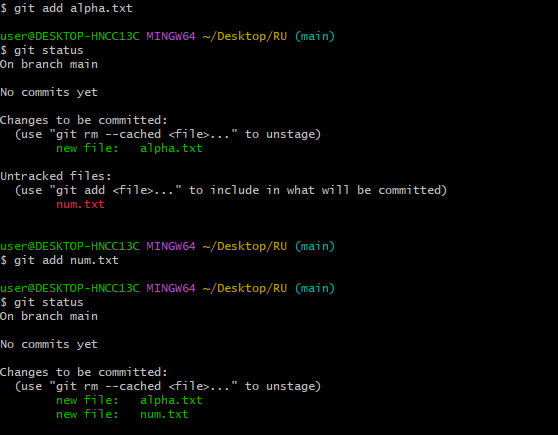 $ git add alpha.txt
user@DESKTOP-HNCC13C MINGW64 ~/Desktop/RU (main)
$ git status
On branch main
No commits yet
Changes to be committed:
  (use "git rm --cached <file>..." to unstage)
        new file:   alpha.txt
Untracked files:
  (use "git add <file>..." to include in what will be committed)
        num.txt
user@DESKTOP-HNCC13C MINGW64 ~/Desktop/RU (main)
$ git add num.txt
user@DESKTOP-HNCC13C MINGW64 ~/Desktop/RU (main)
$ git status
On branch main
No commits yet
Changes to be committed:
  (use "git rm --cached <file>..." to unstage)
        new file:   alpha.txt
        new file:   num.txt